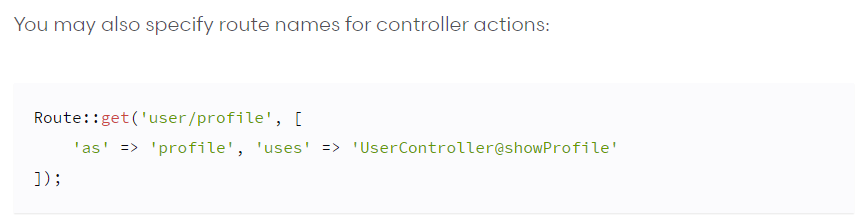 You may also specify route names for controller actions:
Route::get('user/profile', [
    'as' => 'profile', 'uses' => 'UserController@showProfile'
]);